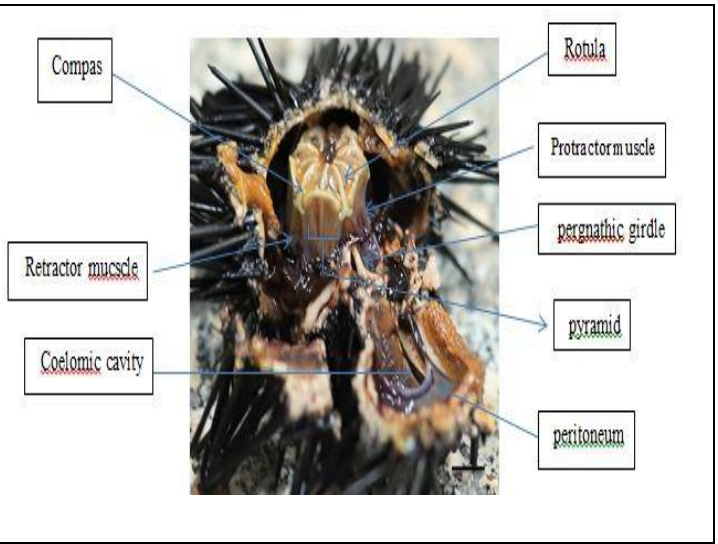 Compas
Rotula
Protractor muscle
pergnathic girdle
Retractor mucscle
pyramid
Coelomic cavity
peritoneum